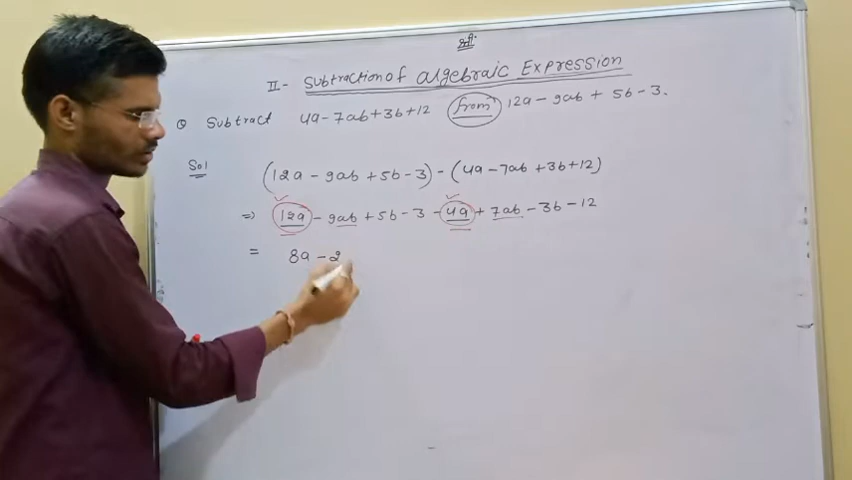 श्री
II- Subtraction of algebraic Expression
Q Subtract 4a-7ab+3b+12 from 12a-9ab+5b-3.
Sol
(12a-9ab+5b-3)-(4a-7ab+3b+12)
⇒ 12a-9ab+5b-3-4a+7ab-3b-12
= 8a-2